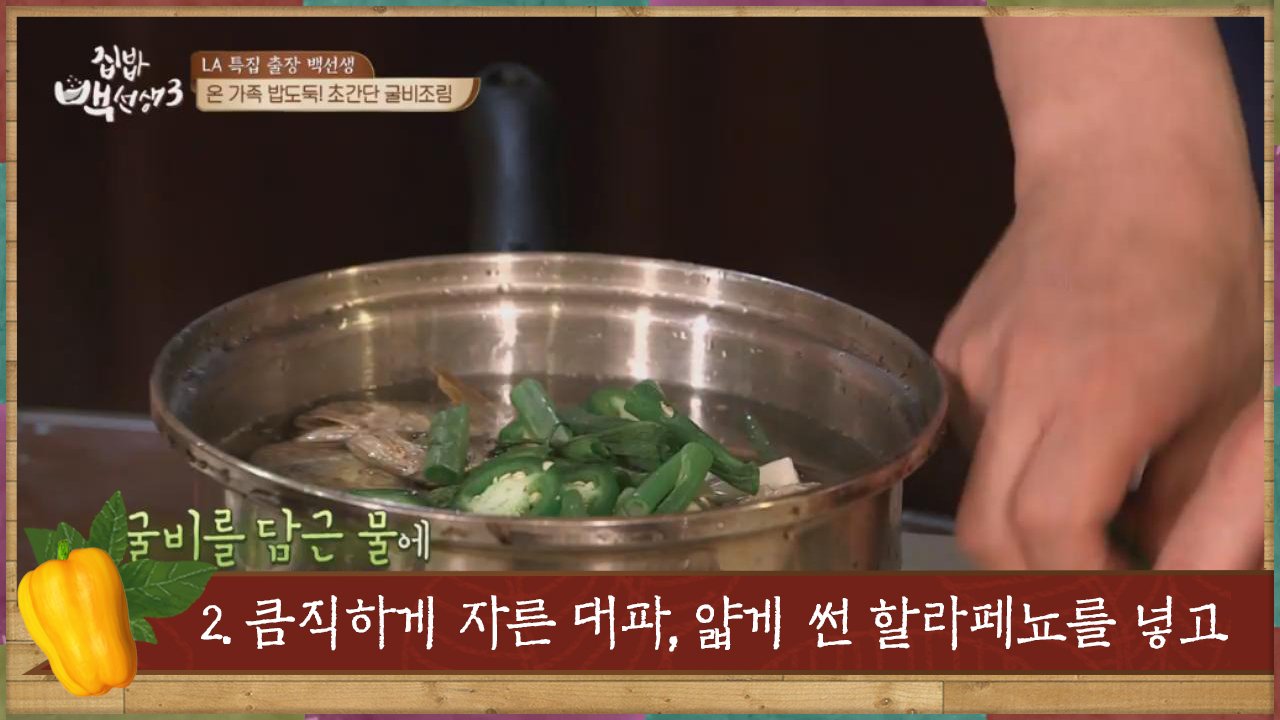 집밥
백선생3
LA 특집 출장 백선생
온 가족 밥도둑! 초간단 굴비조림
굴비를 담근 물에
2. 큼직하게 자른 대파, 얇게 썬 할라페뇨를 넣고